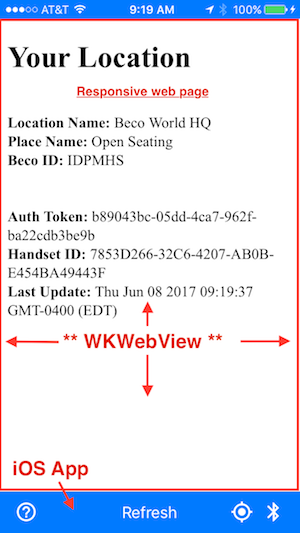 AT&T 9:19 AM 100%
Your Location
Responsive web page
Location Name: Beco World HQ
Place Name: Open Seating
Beco ID: IDPMHS
Auth Token: b89043bc-05dd-4ca7-962f-
ba22cdb3be9b
Handset ID: 7853D266-32C6-4207-AB0B-
E454BA49443F
Last Update: Thu Jun 08 2017 09:19:37
GMT-0400 (EDT)
** WKWebView **
iOS App
? Refresh